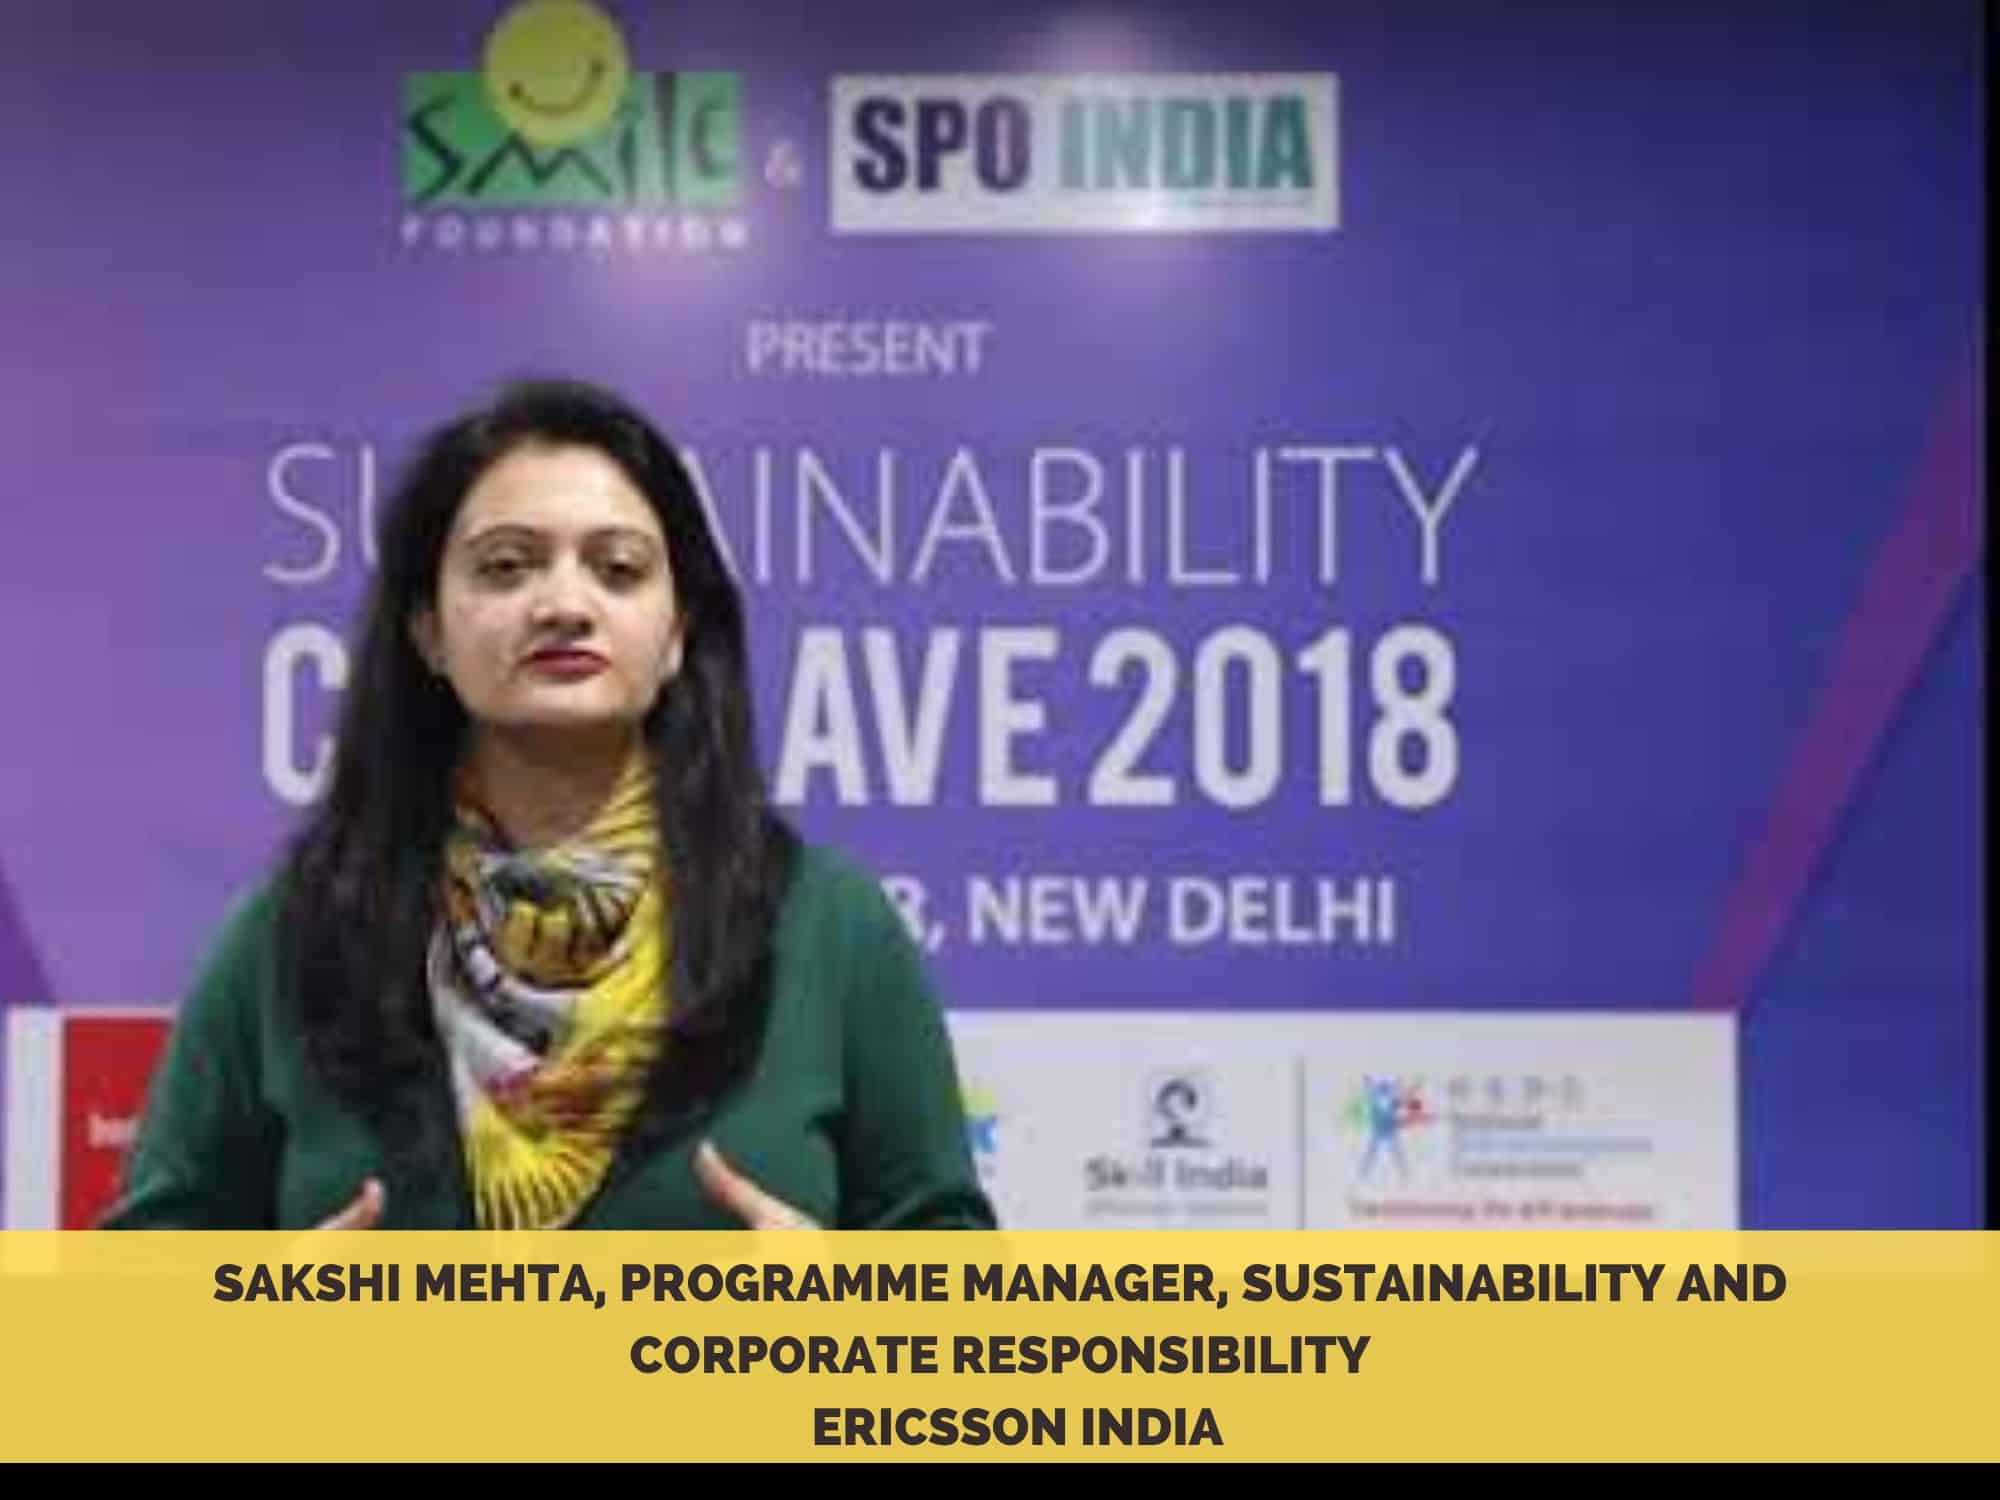 Smile
FOUNDATION
&
SPO INDIA
PRESENT
AVE 2018
NEW DELHI
Skill India
SAKSHI MEHTA, PROGRAMME MANAGER, SUSTAINABILITY AND
CORPORATE RESPONSIBILITY
ERICSSON INDIA